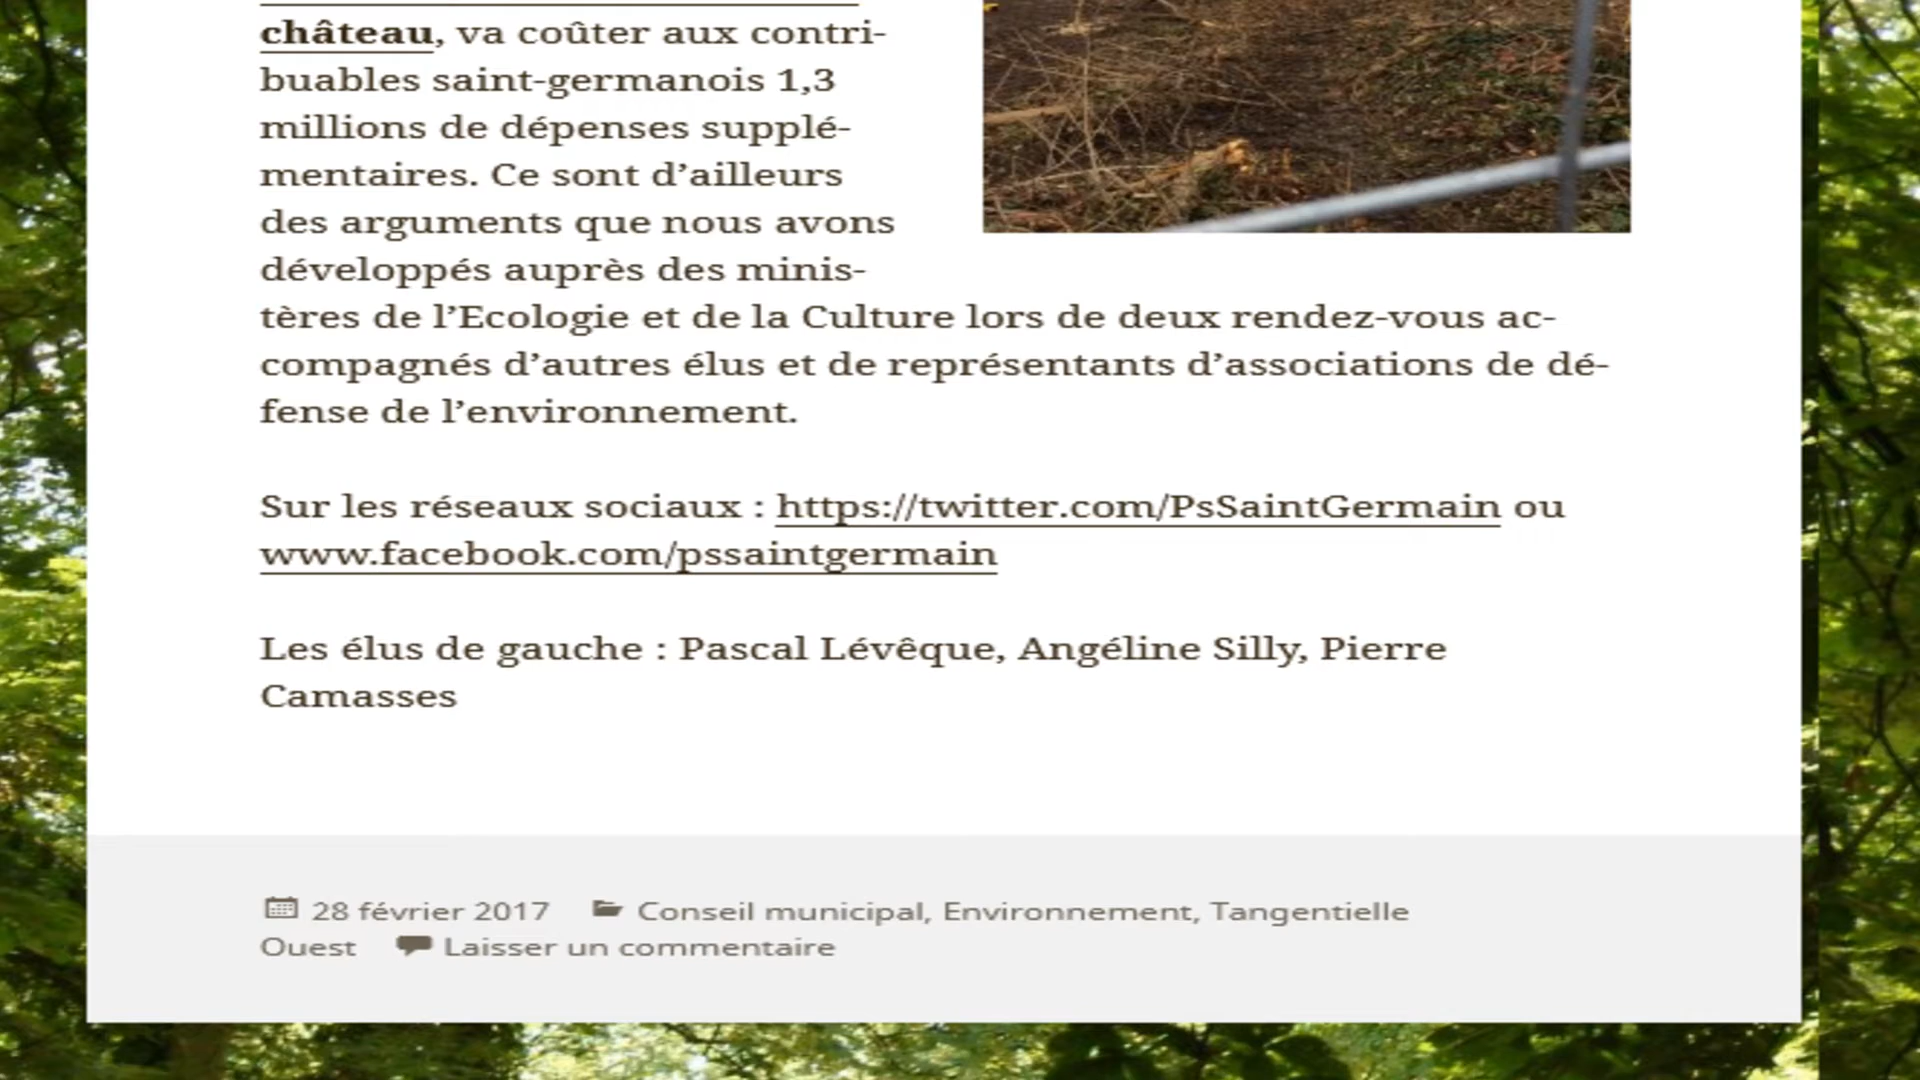 château, va coûter aux contri-
buables saint-germanois 1,3
millions de dépenses supplé-
mentaires. Ce sont d’ailleurs
des arguments que nous avons
développés auprès des minis-
tères de l’Ecologie et de la Culture lors de deux rendez-vous ac-
compagnés d’autres élus et de représentants d’associations de dé-
fense de l’environnement.
Sur les réseaux sociaux : https://twitter.com/PsSaintGermain ou
www.facebook.com/pssaintgermain
Les élus de gauche : Pascal Lévêque, Angéline Silly, Pierre
Camasses
28 février 2017 Conseil municipal, Environnement, Tangentielle
Ouest Laisser un commentaire